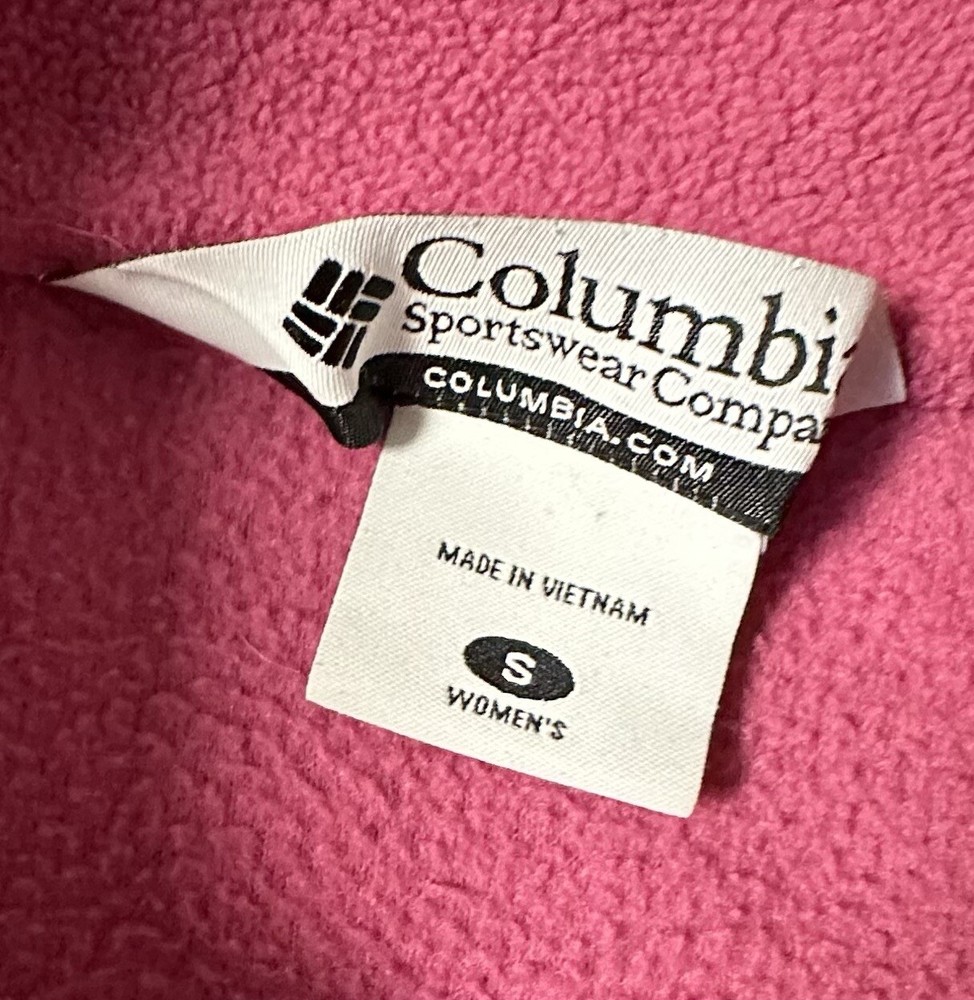 Columbi
Sportswear Compa
COLUMBIA.COM
MADE IN VIETNAM
S
WOMEN'S